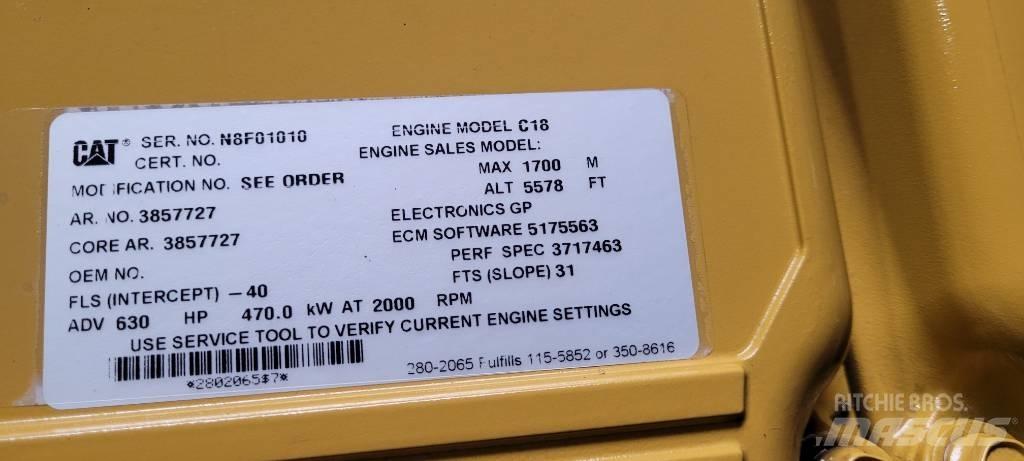 CAT® SER. NO. N8F01010 ENGINE MODEL C18
CERT. NO. ENGINE SALES MODEL:
MODIFICATION NO. SEE ORDER MAX 1700 M
ALT 5578 FT
AR. NO. 3857727 ELECTRONICS GP
CORE AR. 3857727 ECM SOFTWARE 5175563
OEM NO. PERF SPEC 3717463
FLS (INTERCEPT) -40 FTS (SLOPE) 31
ADV 630 HP 470.0 kW AT 2000 RPM
USE SERVICE TOOL TO VERIFY CURRENT ENGINE SETTINGS
*2802065$7* 280-2065 Fulfills 115-5852 or 350-8616
RITCHIE BROS.
MASCUS